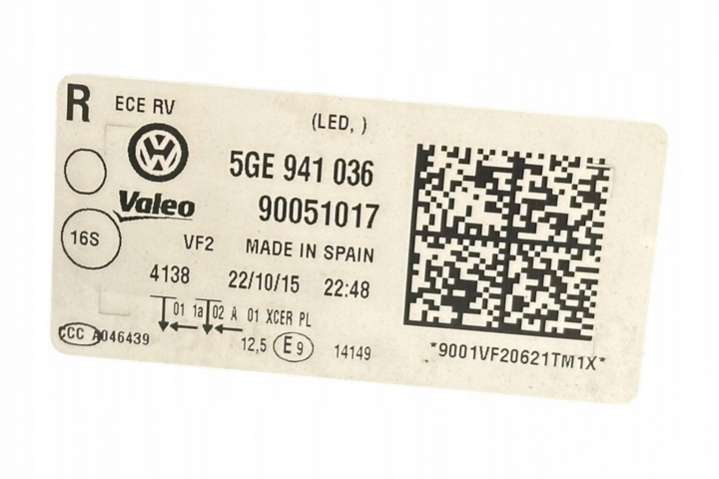 R ECE RV
(LED, )
5GE 941 036
Valeo 90051017
16S
VF2 MADE IN SPAIN
4138 22/10/15 22:48
01 1a 02 A 01 XCER PL
CCC A046439
12,5 E9 14149
*9001VF20621TM1X*